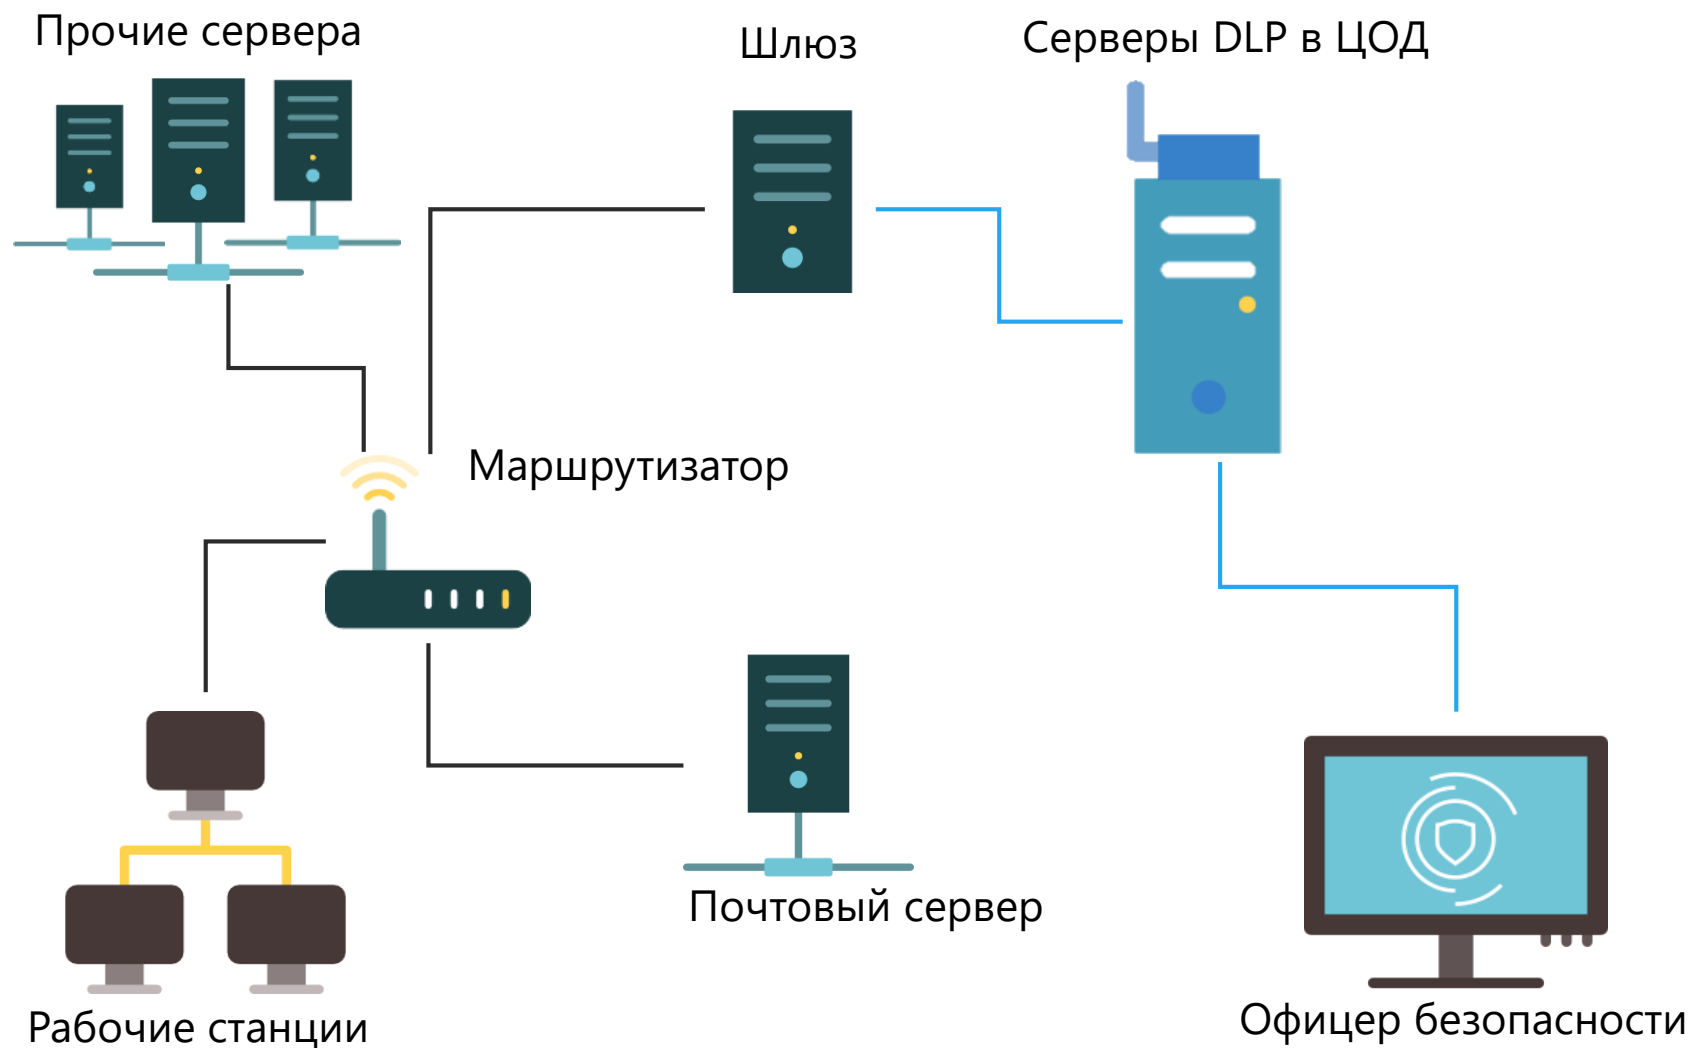 Прочие сервера
Шлюз
Серверы DLP в ЦОД
Маршрутизатор
Почтовый сервер
Рабочие станции
Офицер безопасности